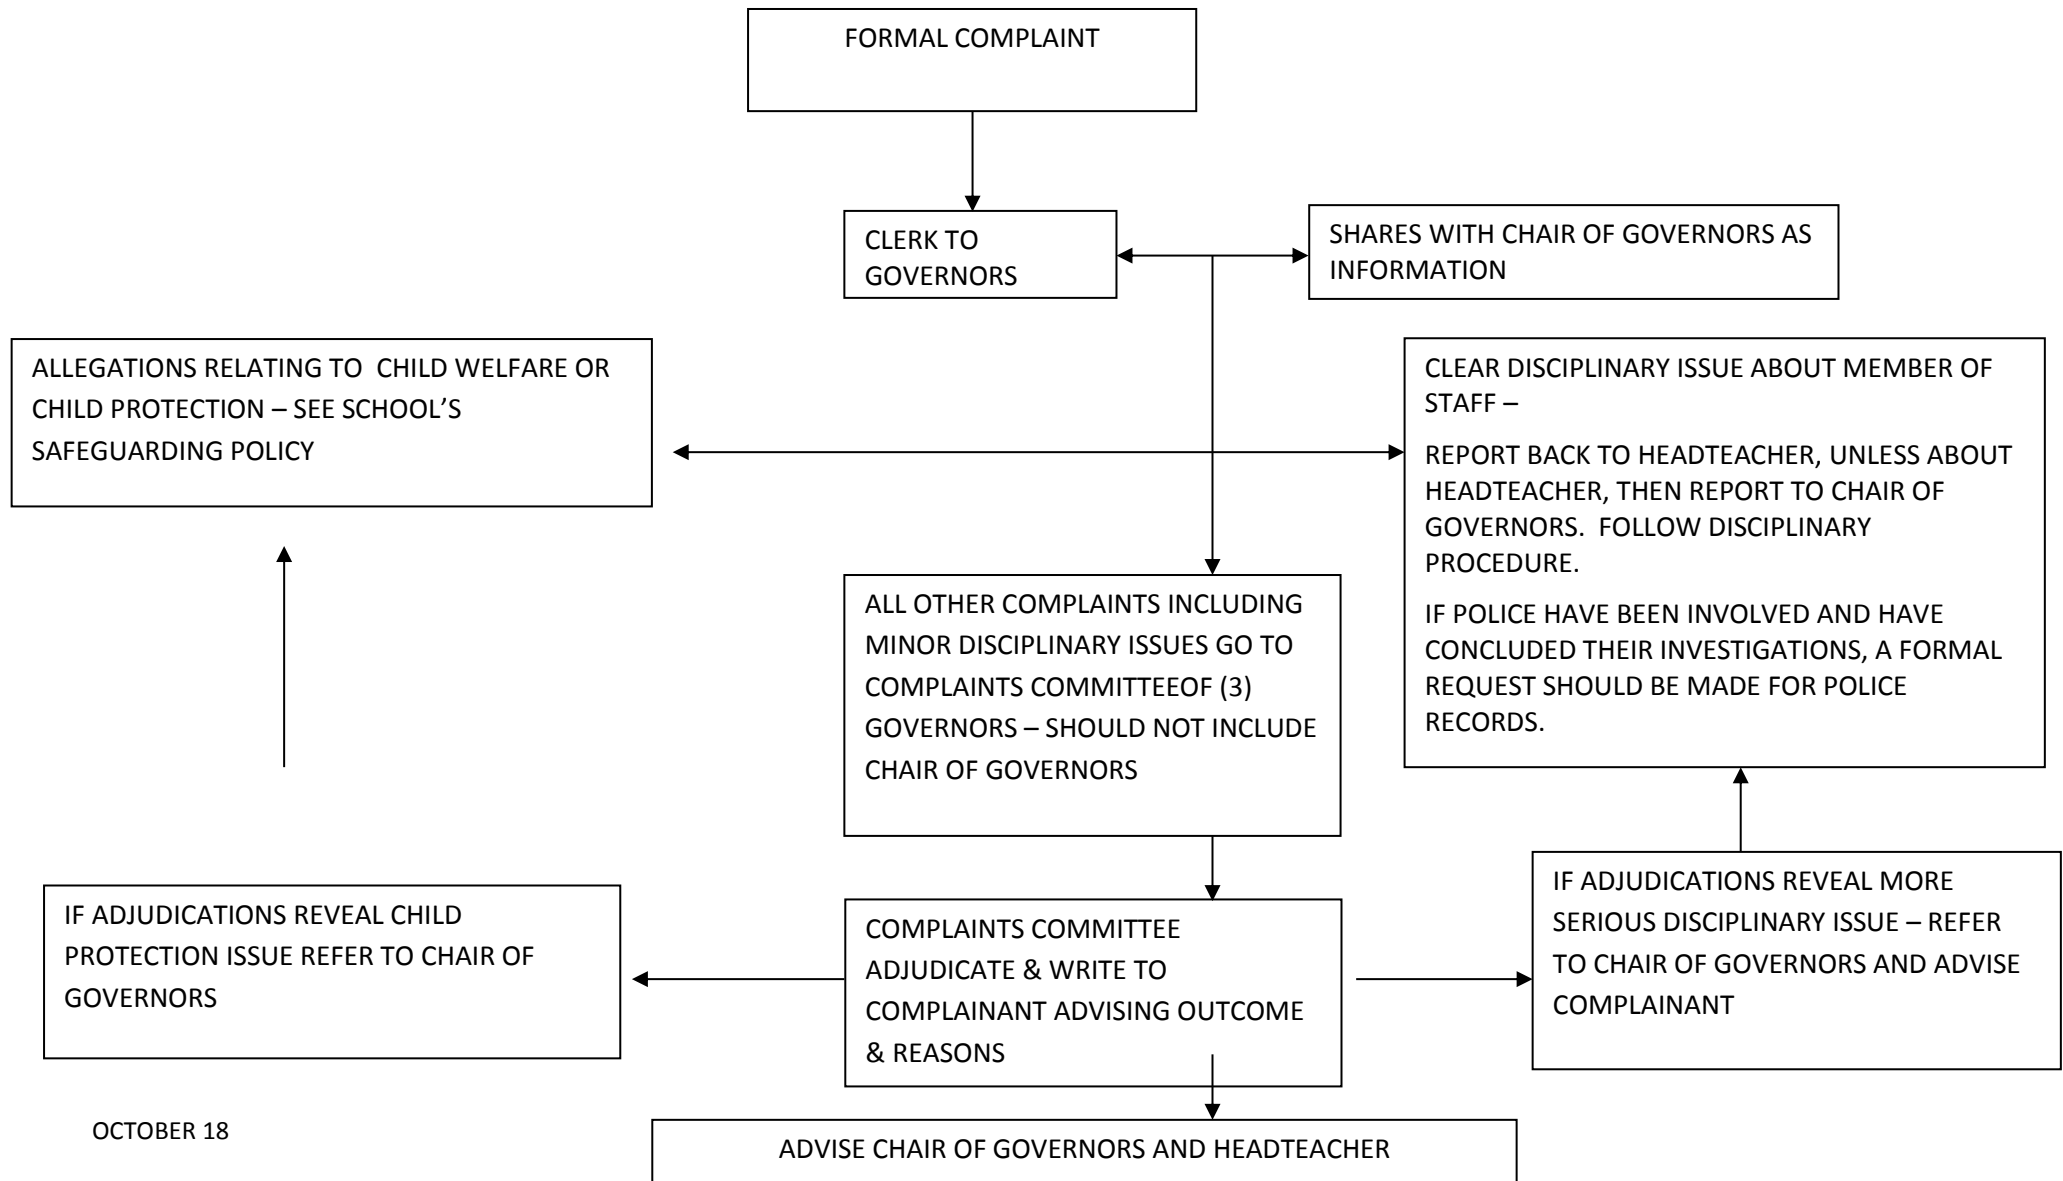 FORMAL COMPLAINT
CLERK TO
GOVERNORS
SHARES WITH CHAIR OF GOVERNORS AS
INFORMATION
ALLEGATIONS RELATING TO  CHILD WELFARE OR
CHILD PROTECTION – SEE SCHOOL’S
SAFEGUARDING POLICY
CLEAR DISCIPLINARY ISSUE ABOUT MEMBER OF
STAFF –
REPORT BACK TO HEADTEACHER, UNLESS ABOUT
HEADTEACHER, THEN REPORT TO CHAIR OF
GOVERNORS.  FOLLOW DISCIPLINARY
PROCEDURE.
IF POLICE HAVE BEEN INVOLVED AND HAVE
CONCLUDED THEIR INVESTIGATIONS, A FORMAL
REQUEST SHOULD BE MADE FOR POLICE
RECORDS.
ALL OTHER COMPLAINTS INCLUDING
MINOR DISCIPLINARY ISSUES GO TO
COMPLAINTS COMMITTEEOF (3)
GOVERNORS – SHOULD NOT INCLUDE
CHAIR OF GOVERNORS
IF ADJUDICATIONS REVEAL CHILD
PROTECTION ISSUE REFER TO CHAIR OF
GOVERNORS
COMPLAINTS COMMITTEE
ADJUDICATE & WRITE TO
COMPLAINANT ADVISING OUTCOME
& REASONS
IF ADJUDICATIONS REVEAL MORE
SERIOUS DISCIPLINARY ISSUE – REFER
TO CHAIR OF GOVERNORS AND ADVISE
COMPLAINANT
OCTOBER 18
ADVISE CHAIR OF GOVERNORS AND HEADTEACHER